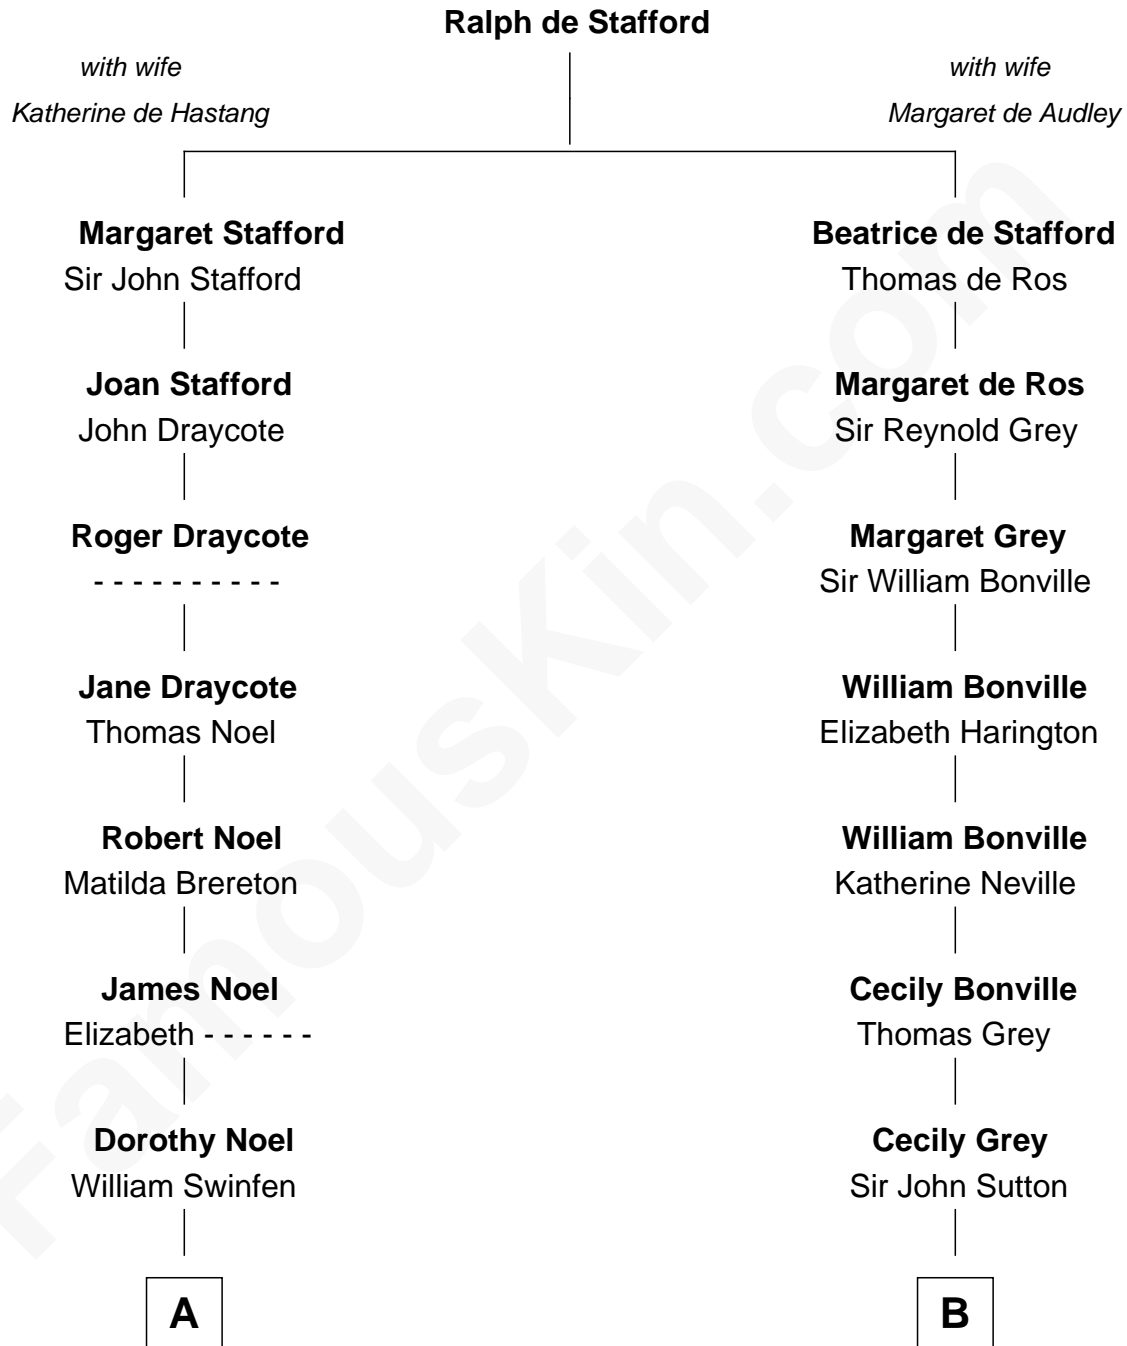 Ralph de Stafford
with wife
Katherine de Hastang
with wife
Margaret de Audley
Margaret Stafford
Sir John Stafford
Beatrice de Stafford
Thomas de Ros
Joan Stafford
John Draycote
Margaret de Ros
Sir Reynold Grey
Roger Draycote
- - - - - - - - - -
Margaret Grey
Sir William Bonville
Jane Draycote
Thomas Noel
William Bonville
Elizabeth Harington
Robert Noel
Matilda Brereton
William Bonville
Katherine Neville
James Noel
Elizabeth - - - - - -
Cecily Bonville
Thomas Grey
Dorothy Noel
William Swinfen
Cecily Grey
Sir John Sutton
A
B
FamousKin.com